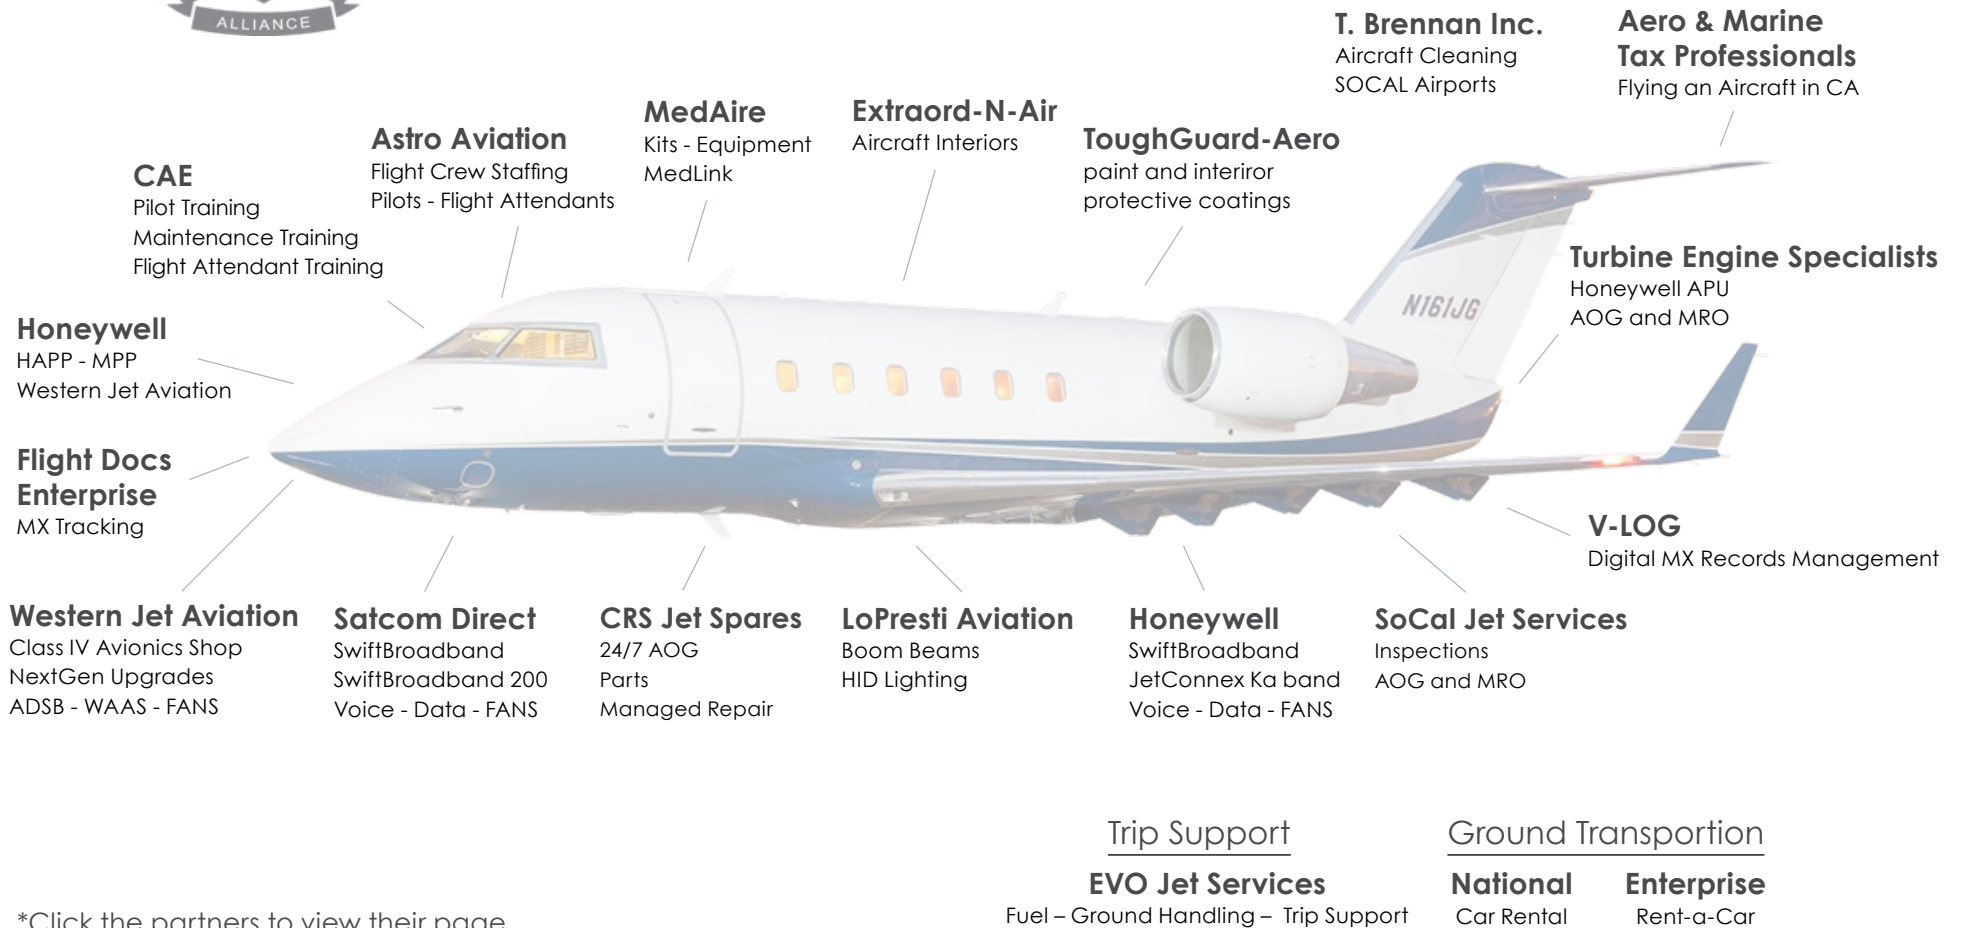 ALLIANCE
T. Brennan Inc.
Aircraft Cleaning
SOCAL Airports
Aero & Marine
Tax Professionals
Flying an Aircraft in CA
MedAire
Kits - Equipment
MedLink
Extraord-N-Air
Aircraft Interiors
Astro Aviation
Flight Crew Staffing
Pilots - Flight Attendants
ToughGuard-Aero
paint and interiror
protective coatings
CAE
Pilot Training
Maintenance Training
Flight Attendant Training
Turbine Engine Specialists
Honeywell APU
AOG and MRO
N161JG
Honeywell
HAPP - MPP
Western Jet Aviation
Flight Docs
Enterprise
MX Tracking
V-LOG
Digital MX Records Management
Western Jet Aviation
Class IV Avionics Shop
NextGen Upgrades
ADSB - WAAS - FANS
Satcom Direct
SwiftBroadband
SwiftBroadband 200
Voice - Data - FANS
CRS Jet Spares
24/7 AOG
Parts
Managed Repair
LoPresti Aviation
Boom Beams
HID Lighting
Honeywell
SwiftBroadband
JetConnex Ka band
Voice - Data - FANS
SoCal Jet Services
Inspections
AOG and MRO
Trip Support
EVO Jet Services
Fuel – Ground Handling – Trip Support
Ground Transportion
National
Car Rental
Enterprise
Rent-a-Car
*Click the partners to view their page